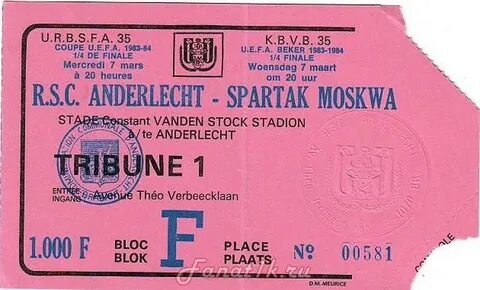 U.R.B.S.F.A. 35
COUPE U.E.F.A. 1983-84
1/4 DE FINALE
Mercredi 7 mars
à 20 heures
K.B.V.B. 35
U.E.F.A. BEKER 1983-1984
1/4 FINALE
Woensdag 7 maart
om 20 uur
R.S.C. ANDERLECHT - SPARTAK MOSKWA
STADE Constant VANDEN STOCK STADION
à/te ANDERLECHT
TRIBUNE 1
ENTRÉE
INGANG
Avenue Théo Verbeecklaan
1.000 F
BLOC
BLOK
F
PLACE
PLAATS
Nº 00581
D.M.-MEURICE
Fanat1k.ru